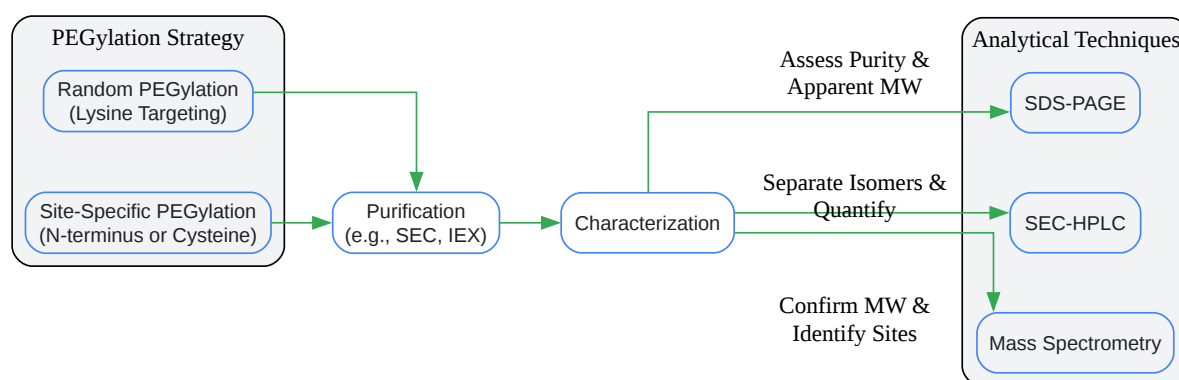 PEGylation Strategy
Random PEGylation
(Lysine Targeting)
Site-Specific PEGylation
(N-terminus or Cysteine)
Purification
(e.g., SEC, IEX)
Characterization
Assess Purity &
Apparent MW
Separate Isomers &
Quantify
Confirm MW &
Identify Sites
Analytical Techniques
SDS-PAGE
SEC-HPLC
Mass Spectrometry